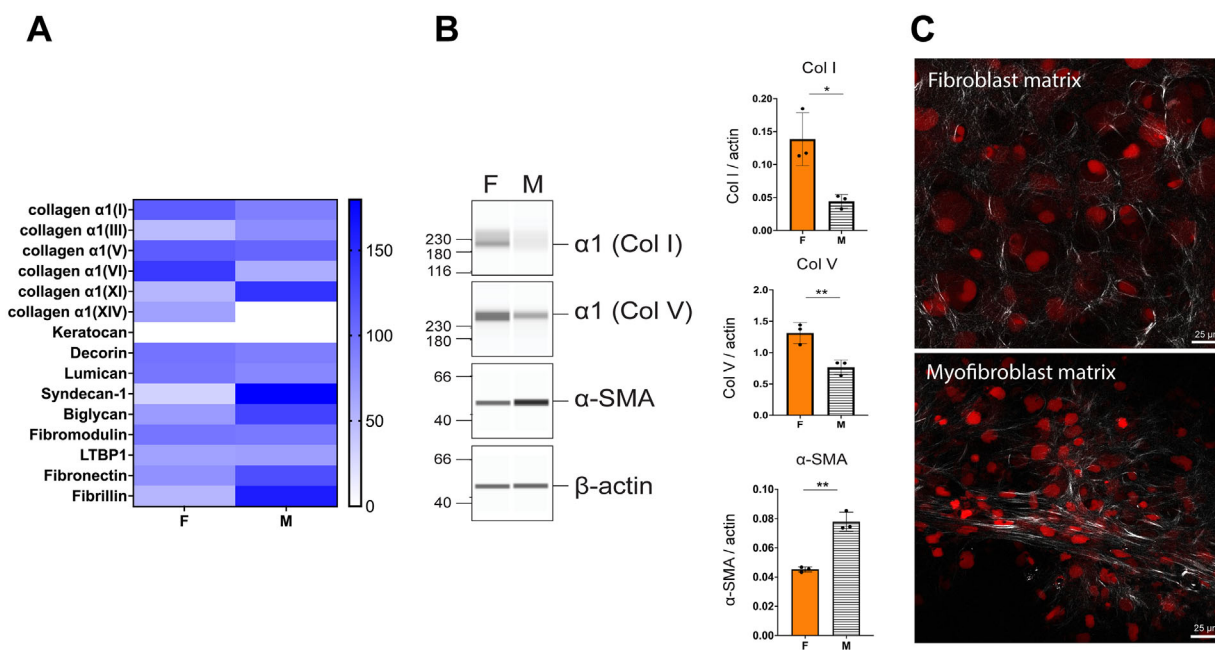 A
collagen α1(I)
collagen α1(III)
collagen α1(V)
collagen α1(VI)
collagen α1(XI)
collagen α1(XIV)
Keratocan
Decorin
Lumican
Syndecan-1
Biglycan
Fibromodulin
LTBP1
Fibronectin
Fibrillin
F M
150
100
50
0
B
F M
230
180
116
α1 (Col I)
230
180
α1 (Col V)
66
40
α-SMA
66
40
β-actin
Col I
*
Col I / actin
0.20
0.15
0.10
0.05
0.00
F M
Col V
**
Col V / actin
2.0
1.5
1.0
0.5
0.0
F M
α-SMA
**
α-SMA / actin
0.10
0.08
0.06
0.04
0.02
0.00
F M
C
Fibroblast matrix
25 µm
Myofibroblast matrix
25 µm